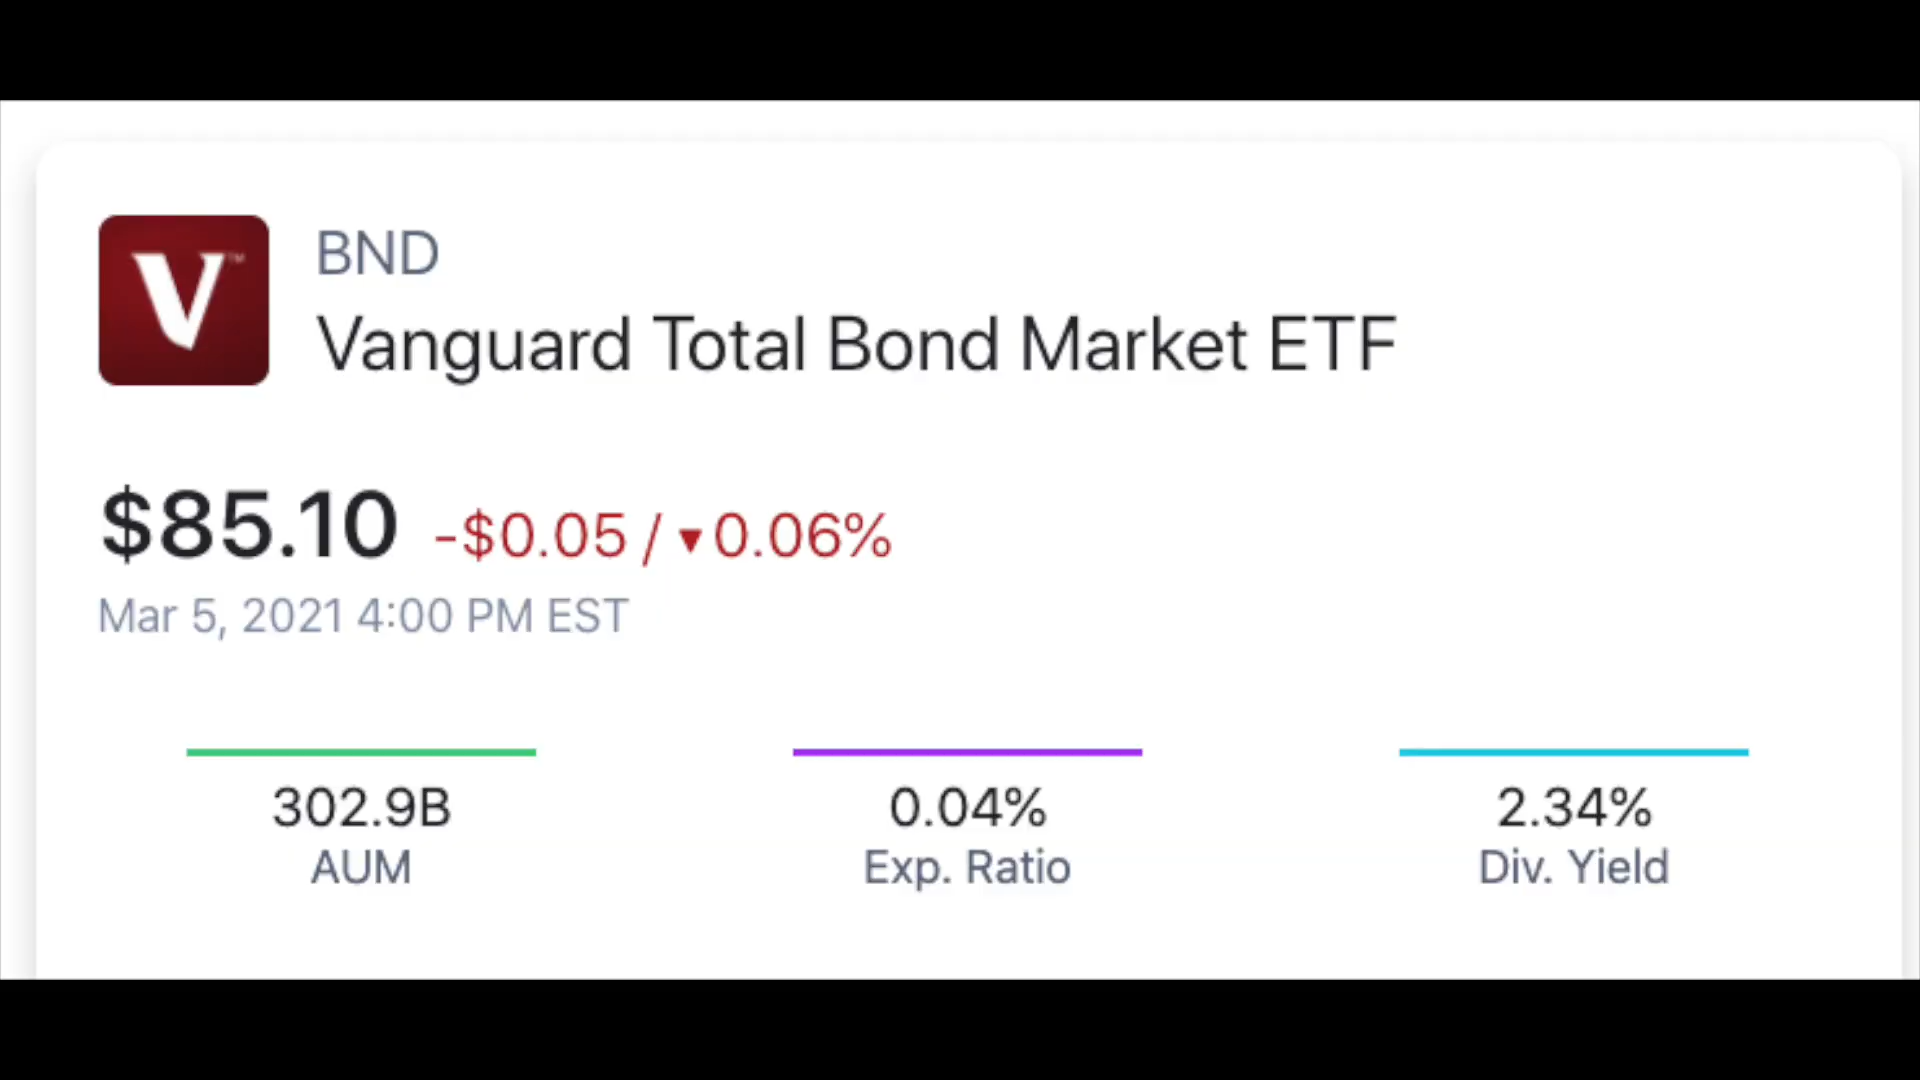 V™
BND
Vanguard Total Bond Market ETF
$85.10 -$0.05 / ▼0.06%
Mar 5, 2021 4:00 PM EST
302.9B
AUM
0.04%
Exp. Ratio
2.34%
Div. Yield